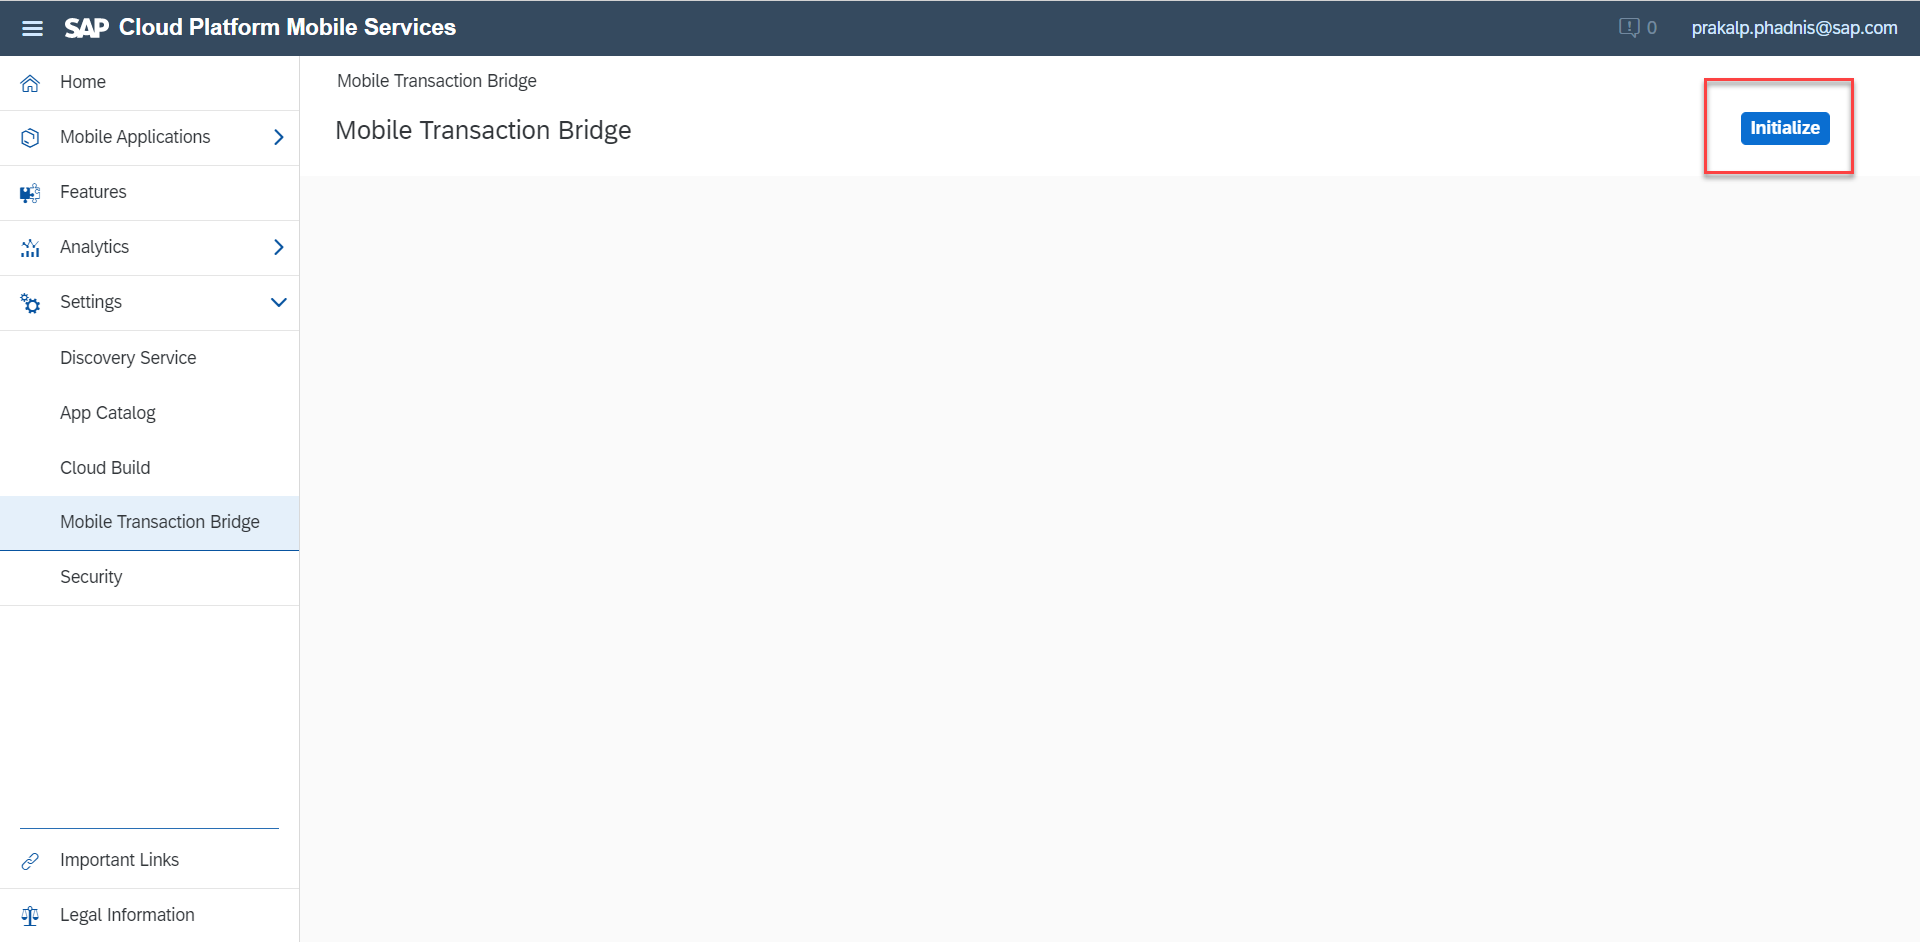 SAP Cloud Platform Mobile Services
0
prakalp.phadnis@sap.com
Home
Mobile Applications
Features
Analytics
Settings
Discovery Service
App Catalog
Cloud Build
Mobile Transaction Bridge
Security
Important Links
Legal Information
Mobile Transaction Bridge
Mobile Transaction Bridge
Initialize